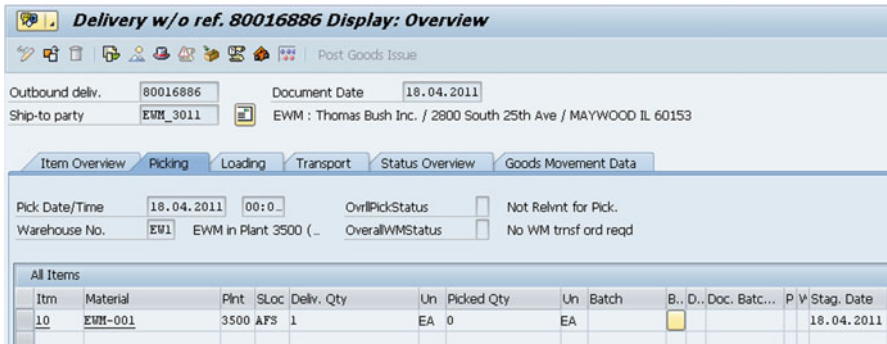 Delivery w/o ref. 80016886 Display: Overview
Post Goods Issue
Outbound deliv. 80016886 Document Date 18.04.2011
Ship-to party EWM_3011 EWM : Thomas Bush Inc. / 2800 South 25th Ave / MAYWOOD IL 60153
Item Overview Picking Loading Transport Status Overview Goods Movement Data
Pick Date/Time 18.04.2011 00:0… OvrllPickStatus Not Relvnt for Pick.
Warehouse No. EW1 EWM in Plant 3500 (… OverallWMStatus No WM trnsf ord reqd
All Items
Itm Material Plnt SLoc Deliv. Qty Un Picked Qty Un Batch B.. D.. Doc. Batc... P W Stag. Date
10 EWM-001 3500 AFS 1 EA 0 EA 18.04.2011